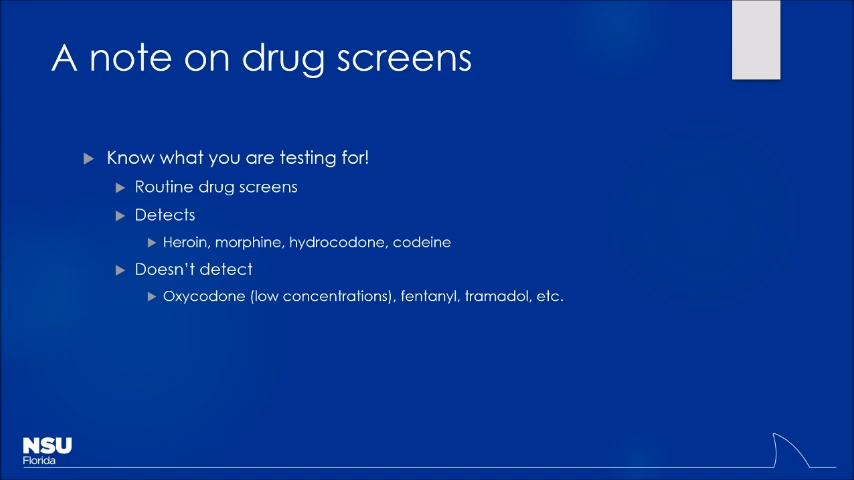 A note on drug screens
Know what you are testing for!
Routine drug screens
Detects
Heroin, morphine, hydrocodone, codeine
Doesn't detect
Oxycodone (low concentrations), fentanyl, tramadol, etc.
NSU
Florida